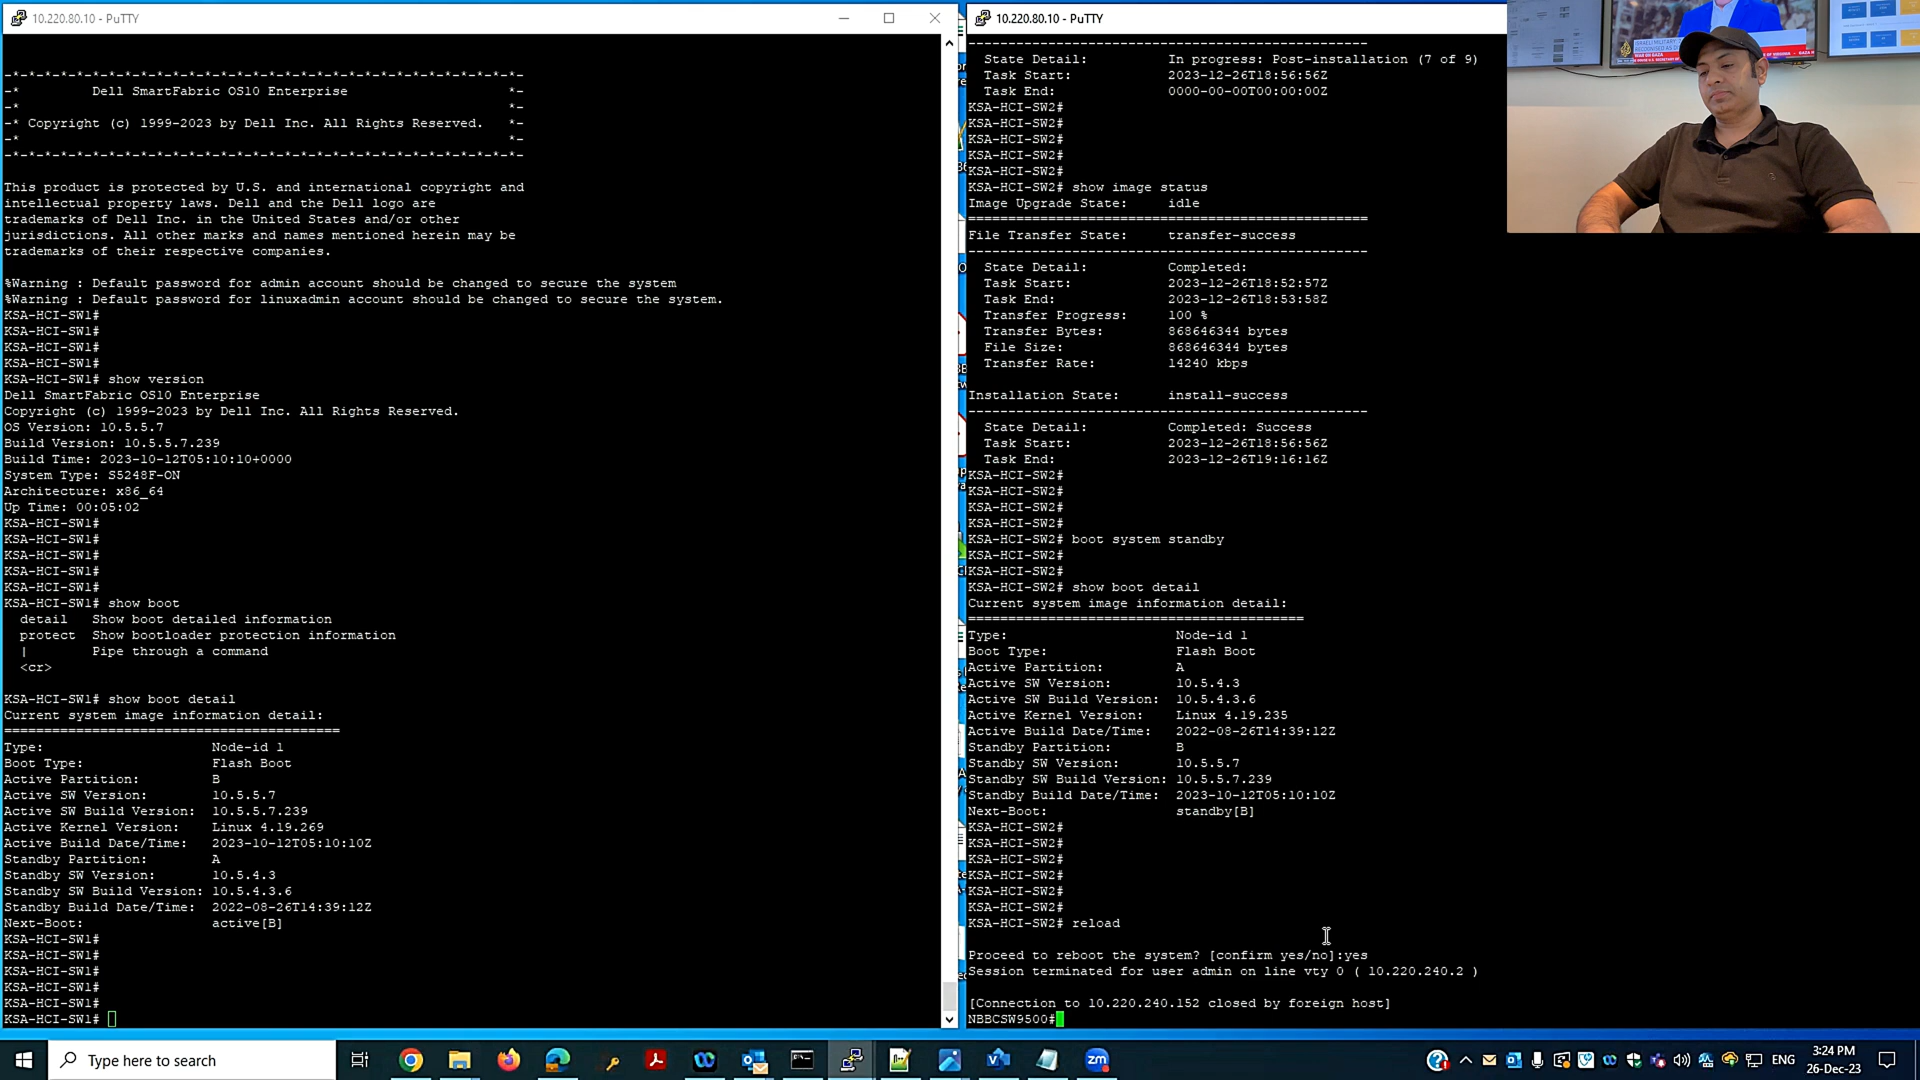 10.220.80.10 - PuTTY
-*-*-*-*-*-*-*-*-*-*-*-*-*-*-*-*-*-*-*-*-*-*-*-*-*-*-*-*-*-*-*-*-
-* Dell SmartFabric OS10 Enterprise *-
-* *-
-* Copyright (c) 1999-2023 by Dell Inc. All Rights Reserved. *-
-* *-
-*-*-*-*-*-*-*-*-*-*-*-*-*-*-*-*-*-*-*-*-*-*-*-*-*-*-*-*-*-*-*-*-
This product is protected by U.S. and international copyright and
intellectual property laws. Dell and the Dell logo are
trademarks of Dell Inc. in the United States and/or other
jurisdictions. All other marks and names mentioned herein may be
trademarks of their respective companies.
%Warning : Default password for admin account should be changed to secure the system
%Warning : Default password for linuxadmin account should be changed to secure the system.
KSA-HCI-SW1#
KSA-HCI-SW1#
KSA-HCI-SW1#
KSA-HCI-SW1#
KSA-HCI-SW1# show version
Dell SmartFabric OS10 Enterprise
Copyright (c) 1999-2023 by Dell Inc. All Rights Reserved.
OS Version: 10.5.5.7
Build Version: 10.5.5.7.239
Build Time: 2023-10-12T05:10:10+0000
System Type: S5248F-ON
Architecture: x86_64
Up Time: 00:05:02
KSA-HCI-SW1#
KSA-HCI-SW1#
KSA-HCI-SW1#
KSA-HCI-SW1#
KSA-HCI-SW1#
KSA-HCI-SW1# show boot
detail Show boot detailed information
protect Show bootloader protection information
| Pipe through a command
<cr>
KSA-HCI-SW1# show boot detail
Current system image information detail:
==========================================
Type: Node-id 1
Boot Type: Flash Boot
Active Partition: B
Active SW Version: 10.5.5.7
Active SW Build Version: 10.5.5.7.239
Active Kernel Version: Linux 4.19.269
Active Build Date/Time: 2023-10-12T05:10:10Z
Standby Partition: A
Standby SW Version: 10.5.4.3
Standby SW Build Version: 10.5.4.3.6
Standby Build Date/Time: 2022-08-26T14:39:12Z
Next-Boot: active[B]
KSA-HCI-SW1#
KSA-HCI-SW1#
KSA-HCI-SW1#
KSA-HCI-SW1#
KSA-HCI-SW1#
KSA-HCI-SW1#
10.220.80.10 - PuTTY
--------------------------------------------------
State Detail: In progress: Post-installation (7 of 9)
Task Start: 2023-12-26T18:56:56Z
Task End: 0000-00-00T00:00:00Z
KSA-HCI-SW2#
KSA-HCI-SW2#
KSA-HCI-SW2#
KSA-HCI-SW2#
KSA-HCI-SW2#
KSA-HCI-SW2# show image status
Image Upgrade State: idle
==================================================
File Transfer State: transfer-success
--------------------------------------------------
State Detail: Completed:
Task Start: 2023-12-26T18:52:57Z
Task End: 2023-12-26T18:53:58Z
Transfer Progress: 100 %
Transfer Bytes: 868646344 bytes
File Size: 868646344 bytes
Transfer Rate: 14240 kbps
Installation State: install-success
--------------------------------------------------
State Detail: Completed: Success
Task Start: 2023-12-26T18:56:56Z
Task End: 2023-12-26T19:16:16Z
KSA-HCI-SW2#
KSA-HCI-SW2#
KSA-HCI-SW2#
KSA-HCI-SW2#
KSA-HCI-SW2# boot system standby
KSA-HCI-SW2#
KSA-HCI-SW2#
KSA-HCI-SW2# show boot detail
Current system image information detail:
==========================================
Type: Node-id 1
Boot Type: Flash Boot
Active Partition: A
Active SW Version: 10.5.4.3
Active SW Build Version: 10.5.4.3.6
Active Kernel Version: Linux 4.19.235
Active Build Date/Time: 2022-08-26T14:39:12Z
Standby Partition: B
Standby SW Version: 10.5.5.7
Standby SW Build Version: 10.5.5.7.239
Standby Build Date/Time: 2023-10-12T05:10:10Z
Next-Boot: standby[B]
KSA-HCI-SW2#
KSA-HCI-SW2#
KSA-HCI-SW2#
KSA-HCI-SW2#
KSA-HCI-SW2#
KSA-HCI-SW2#
KSA-HCI-SW2# reload
Proceed to reboot the system? [confirm yes/no]:yes
Session terminated for user admin on line vty 0 ( 10.220.240.2 )
[Connection to 10.220.240.152 closed by foreign host]
NBBCSW9500#
Type here to search
zm
ENG
3:24 PM
26-Dec-23